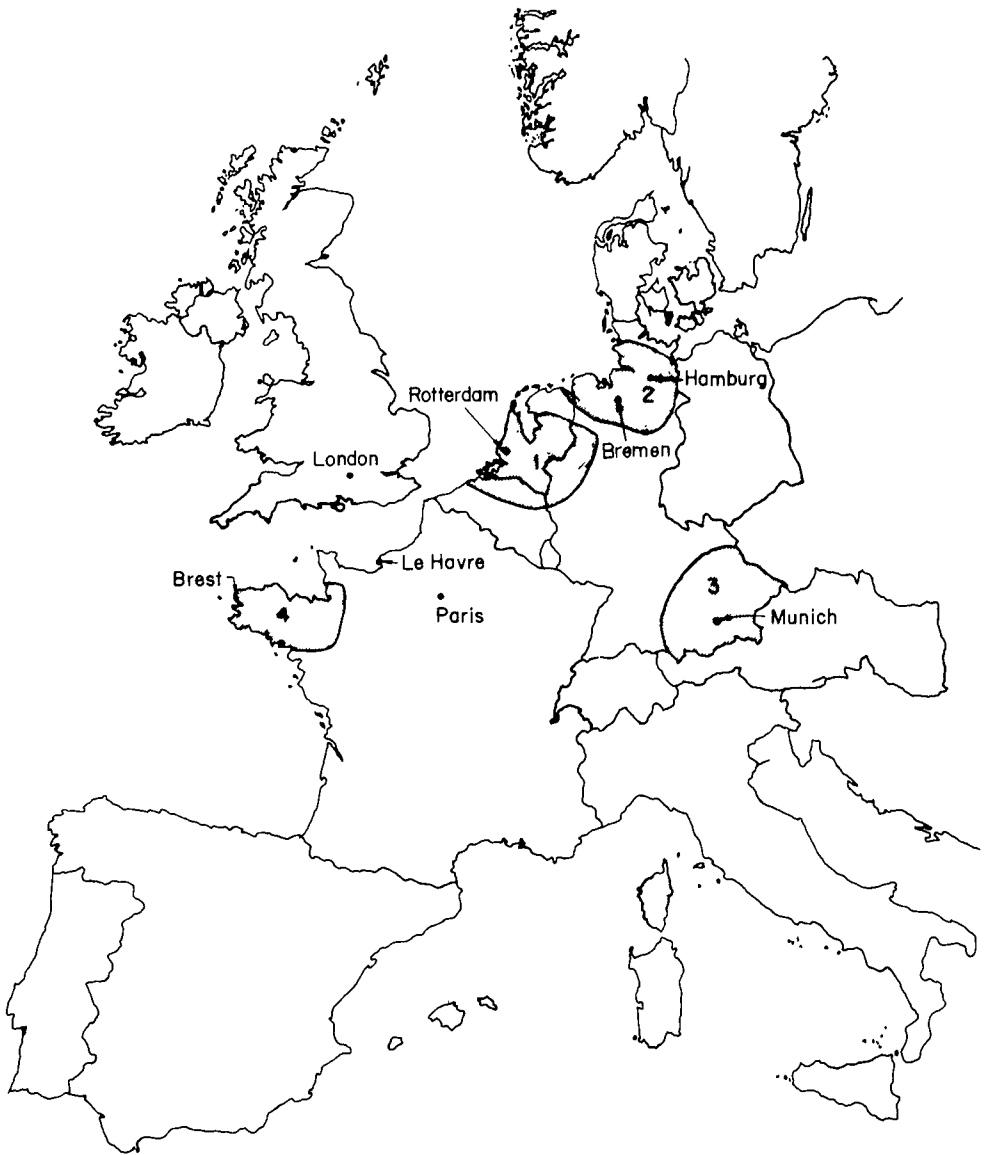 Hamburg
2
Rotterdam
Bremen
1
London
Le Havre
Brest
3
4
Paris
Munich